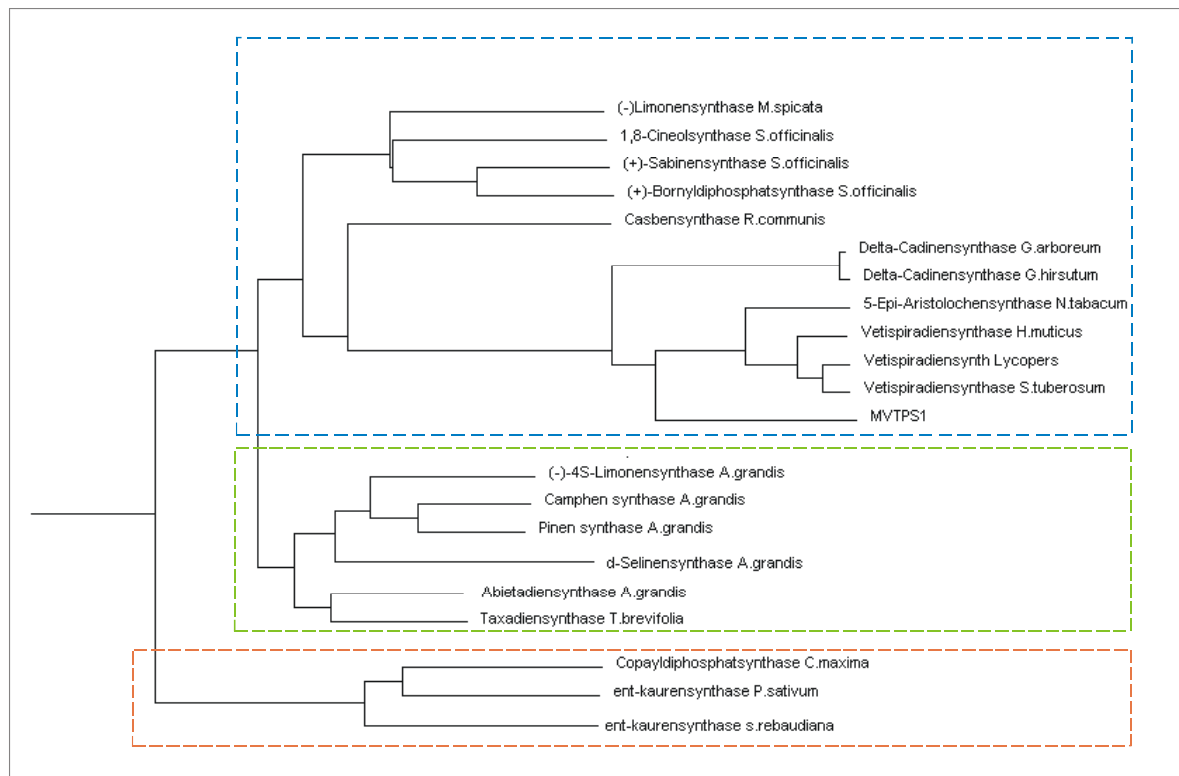 (-)Limonensynthase M.spicata
1,8-Cineolsynthase S.officinalis
(+)-Sabinensynthase S.officinalis
(+)-Bornyldiphosphatsynthase S.officinalis
Casbensynthase R.communis
Delta-Cadinensynthase G.arboreum
Delta-Cadinensynthase G.hirsutum
5-Epi-Aristolochensynthase N.tabacum
Vetispiradiensynthase H.muticus
Vetispiradiensynth Lycopers
Vetispiradiensynthase S.tuberosum
MVTPS1
(-)-4S-Limonensynthase A.grandis
Camphen synthase A.grandis
Pinen synthase A.grandis
d-Selinensynthase A.grandis
Abietadiensynthase A.grandis
Taxadiensynthase T.brevifolia
Copayldiphosphatsynthase C.maxima
ent-kaurensynthase P.sativum
ent-kaurensynthase s.rebaudiana